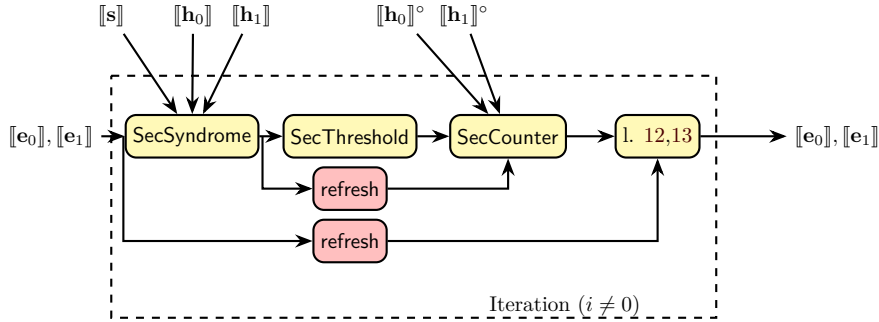 ⟦s⟧ ⟦h₀⟧ ⟦h₁⟧ ⟦h₀⟧° ⟦h₁⟧°
⟦e₀⟧, ⟦e₁⟧ SecSyndrome SecThreshold SecCounter l. 12,13 ⟦e₀⟧, ⟦e₁⟧
refresh
refresh
Iteration (i ≠ 0)